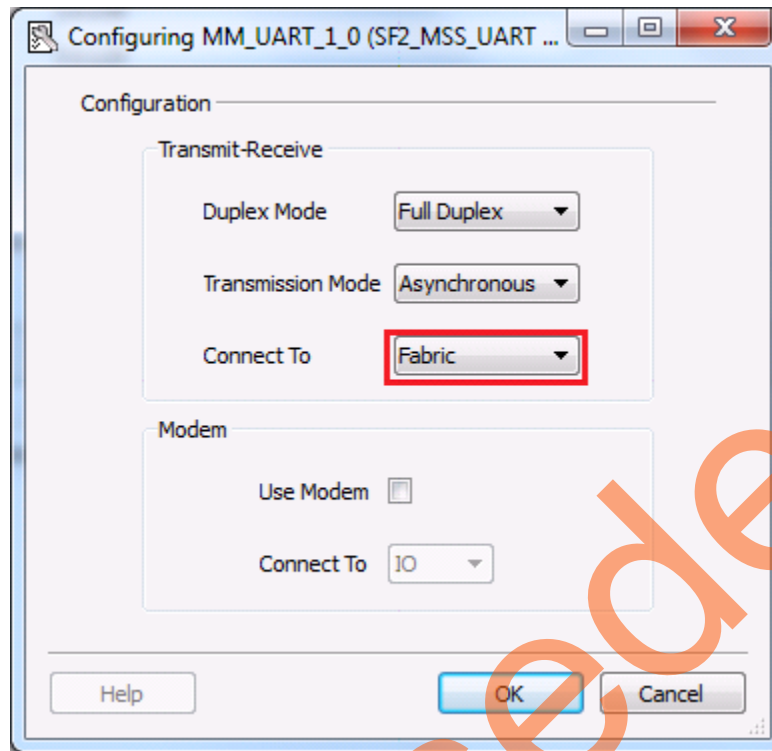 Configuring MM_UART_1_0 (SF2_MSS_UART ...
Configuration
Transmit-Receive
Duplex Mode Full Duplex
Transmission Mode Asynchronous
Connect To Fabric
Modem
Use Modem
Connect To IO
Help OK Cancel